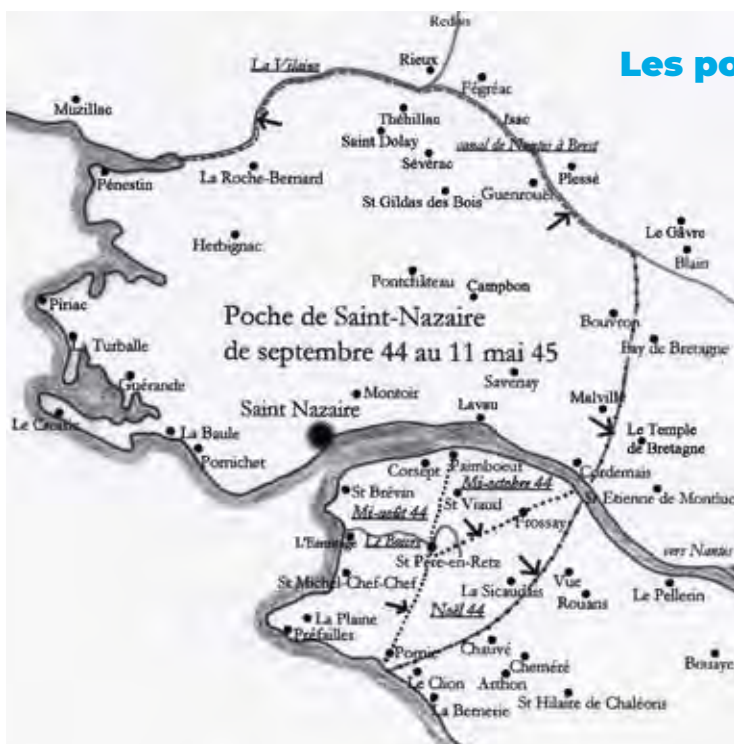 Redon
Les po
La Vilaine
Rieux
Fégréac
Muzillac
Théhillac
Isac
Saint Dolay
canal de Nantes à Brest
Sévérac
Plessé
Pénestin
La Roche-Bernard
Guenrouët
St Gildas des Bois
Le Gâvre
Herbignac
Blain
Pontchâteau
Campbon
Piriac
Poche de Saint-Nazaire
Bouvron
de septembre 44 au 11 mai 45
Turballe
Bay de Bretagne
Savenay
Guérande
Montoir
Malville
Saint Nazaire
Lavau
Le Croisic
La Baule
Le Temple
de Bretagne
Pornichet
Corsept
Paimboeuf
Cordemais
Mi-octobre 44
St Brévin
St Viaud
St Etienne de Montluc
Mi-août 44
Frossay
L'Ermitage
Le Boivre
vers Nantes
St Père-en-Retz
St Michel-Chef-Chef
La Sicaudais
Vue
Rouans
Le Pellerin
La Plaine
Noël 44
Préfailles
Chauvé
Pornic
Cheméré
Bouaye
Le Clion
Arthon
St Hilaire de Chaléons
La Bernerie